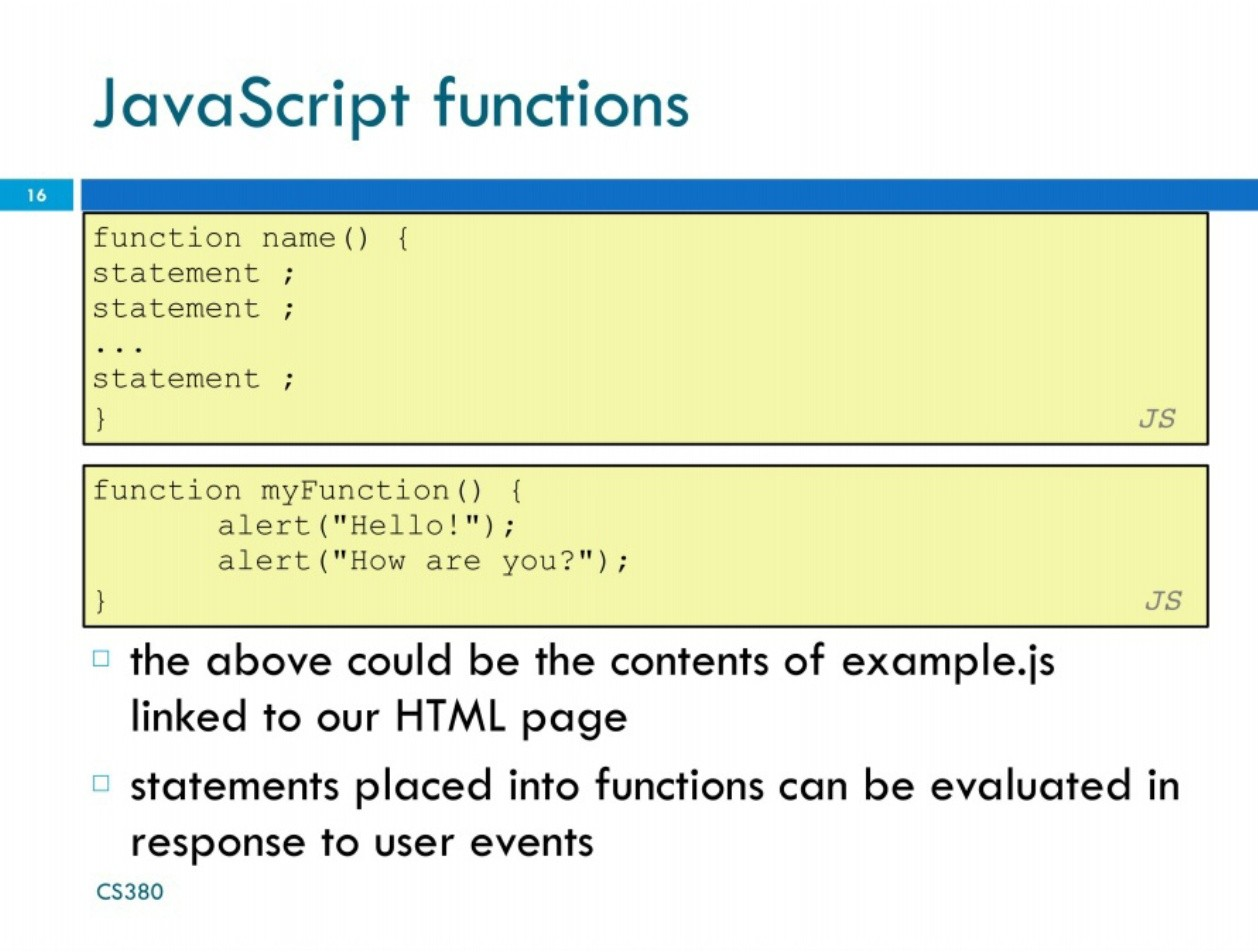 JavaScript functions
16
function name() {
statement ;
statement ;
...
statement ;
}
JS
function myFunction() {
alert("Hello!");
alert("How are you?");
}
JS
the above could be the contents of example.js
linked to our HTML page
statements placed into functions can be evaluated in
response to user events
CS380